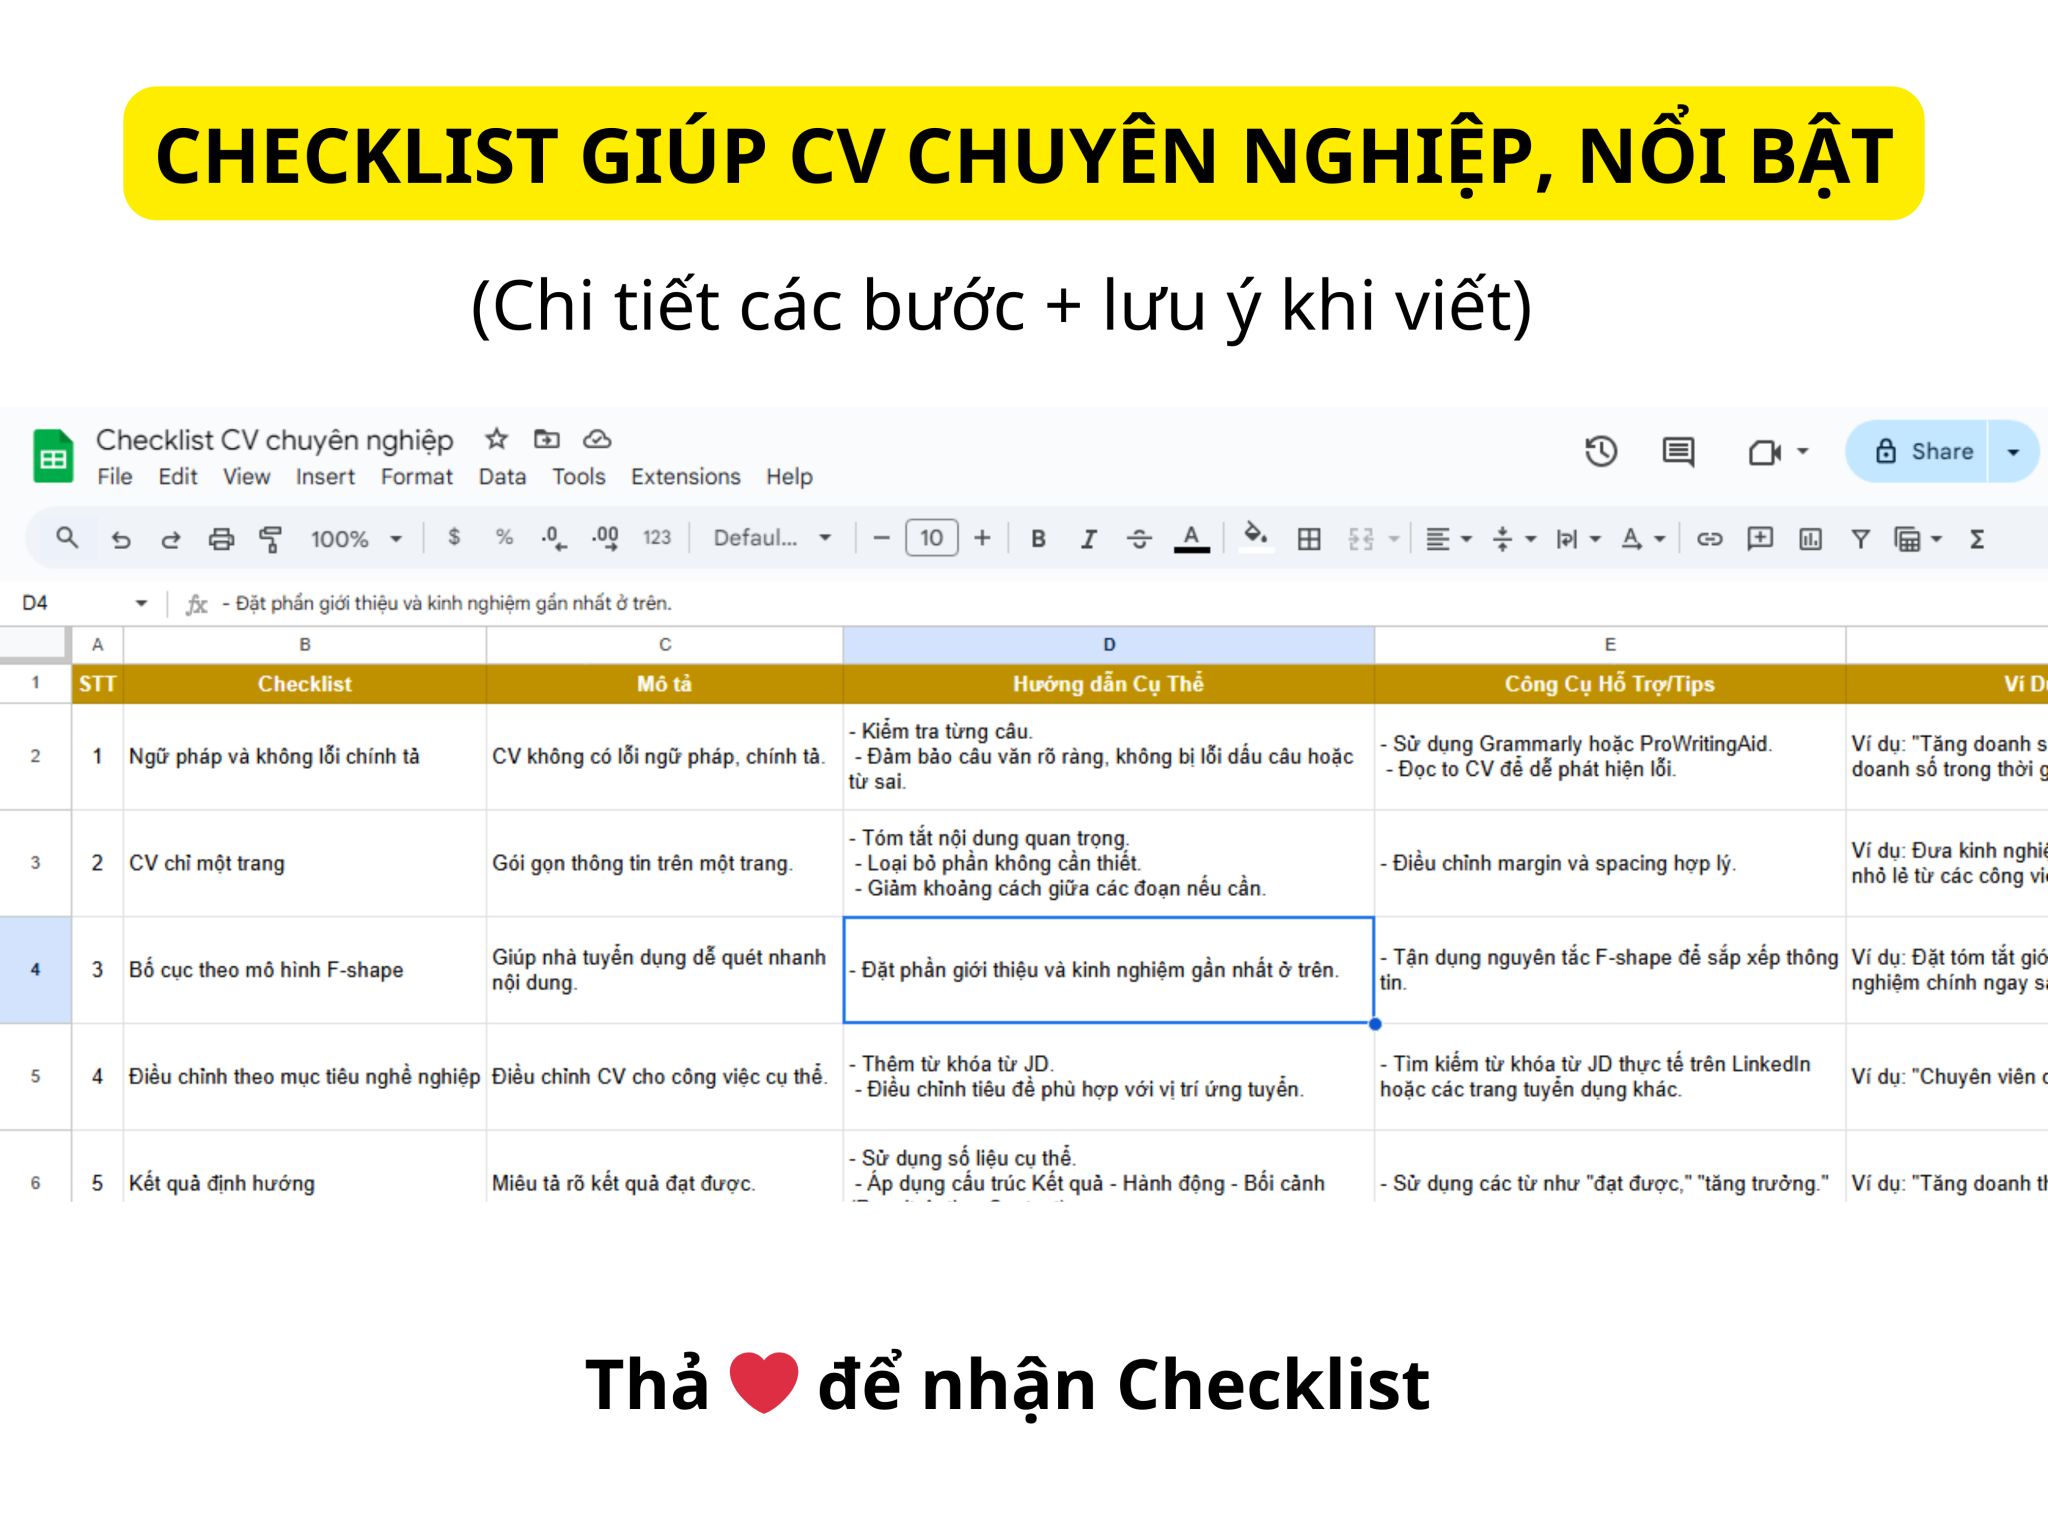 CHECKLIST GIÚP CV CHUYÊN NGHIỆP, NỔI BẬT
(Chi tiết các bước + lưu ý khi viết)
Checklist CV chuyên nghiệp
File Edit View Insert Format Data Tools Extensions Help
Share
100% $ % .0 .00 123 Defaul... 10 B I A
D4 fx - Đặt phần giới thiệu và kinh nghiệm gần nhất ở trên.
A B C D E
1 STT Checklist Mô tả Hướng dẫn Cụ Thể Công Cụ Hỗ Trợ/Tips Ví
2 1 Ngữ pháp và không lỗi chính tả CV không có lỗi ngữ pháp, chính tả.
- Kiểm tra từng câu.
- Đảm bảo câu văn rõ ràng, không bị lỗi dấu câu hoặc
từ sai.
- Sử dụng Grammarly hoặc ProWritingAid.
- Đọc to CV để dễ phát hiện lỗi.
Ví dụ: "Tăng doanh
doanh số trong thời
3 2 CV chỉ một trang Gói gọn thông tin trên một trang.
- Tóm tắt nội dung quan trọng.
- Loại bỏ phần không cần thiết.
- Giảm khoảng cách giữa các đoạn nếu cần.
- Điều chỉnh margin và spacing hợp lý.
Ví dụ: Đưa kinh
nhỏ lẻ từ các công
4 3 Bố cục theo mô hình F-shape
Giúp nhà tuyển dụng dễ quét nhanh
nội dung.
- Đặt phần giới thiệu và kinh nghiệm gần nhất ở trên.
- Tận dụng nguyên tắc F-shape để sắp xếp thông
tin.
Ví dụ: Đặt tóm tắt
nghiệm chính ngay
5 4 Điều chỉnh theo mục tiêu nghề nghiệp Điều chỉnh CV cho công việc cụ thể.
- Thêm từ khóa từ JD.
- Điều chỉnh tiêu đề phù hợp với vị trí ứng tuyển.
- Tìm kiếm từ khóa từ JD thực tế trên LinkedIn
hoặc các trang tuyển dụng khác.
Ví dụ: "Chuyên viên
6 5 Kết quả định hướng Miêu tả rõ kết quả đạt được.
- Sử dụng số liệu cụ thể.
- Áp dụng cấu trúc Kết quả - Hành động - Bối cảnh
- Sử dụng các từ như "đạt được," "tăng trưởng."
Ví dụ: "Tăng doanh
Thả ❤️ để nhận Checklist